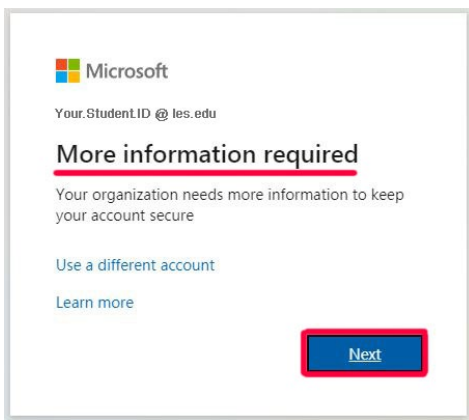 Microsoft
Your.Student.ID @ les.edu
More information required
Your organization needs more information to keep
your account secure
Use a different account
Learn more
Next